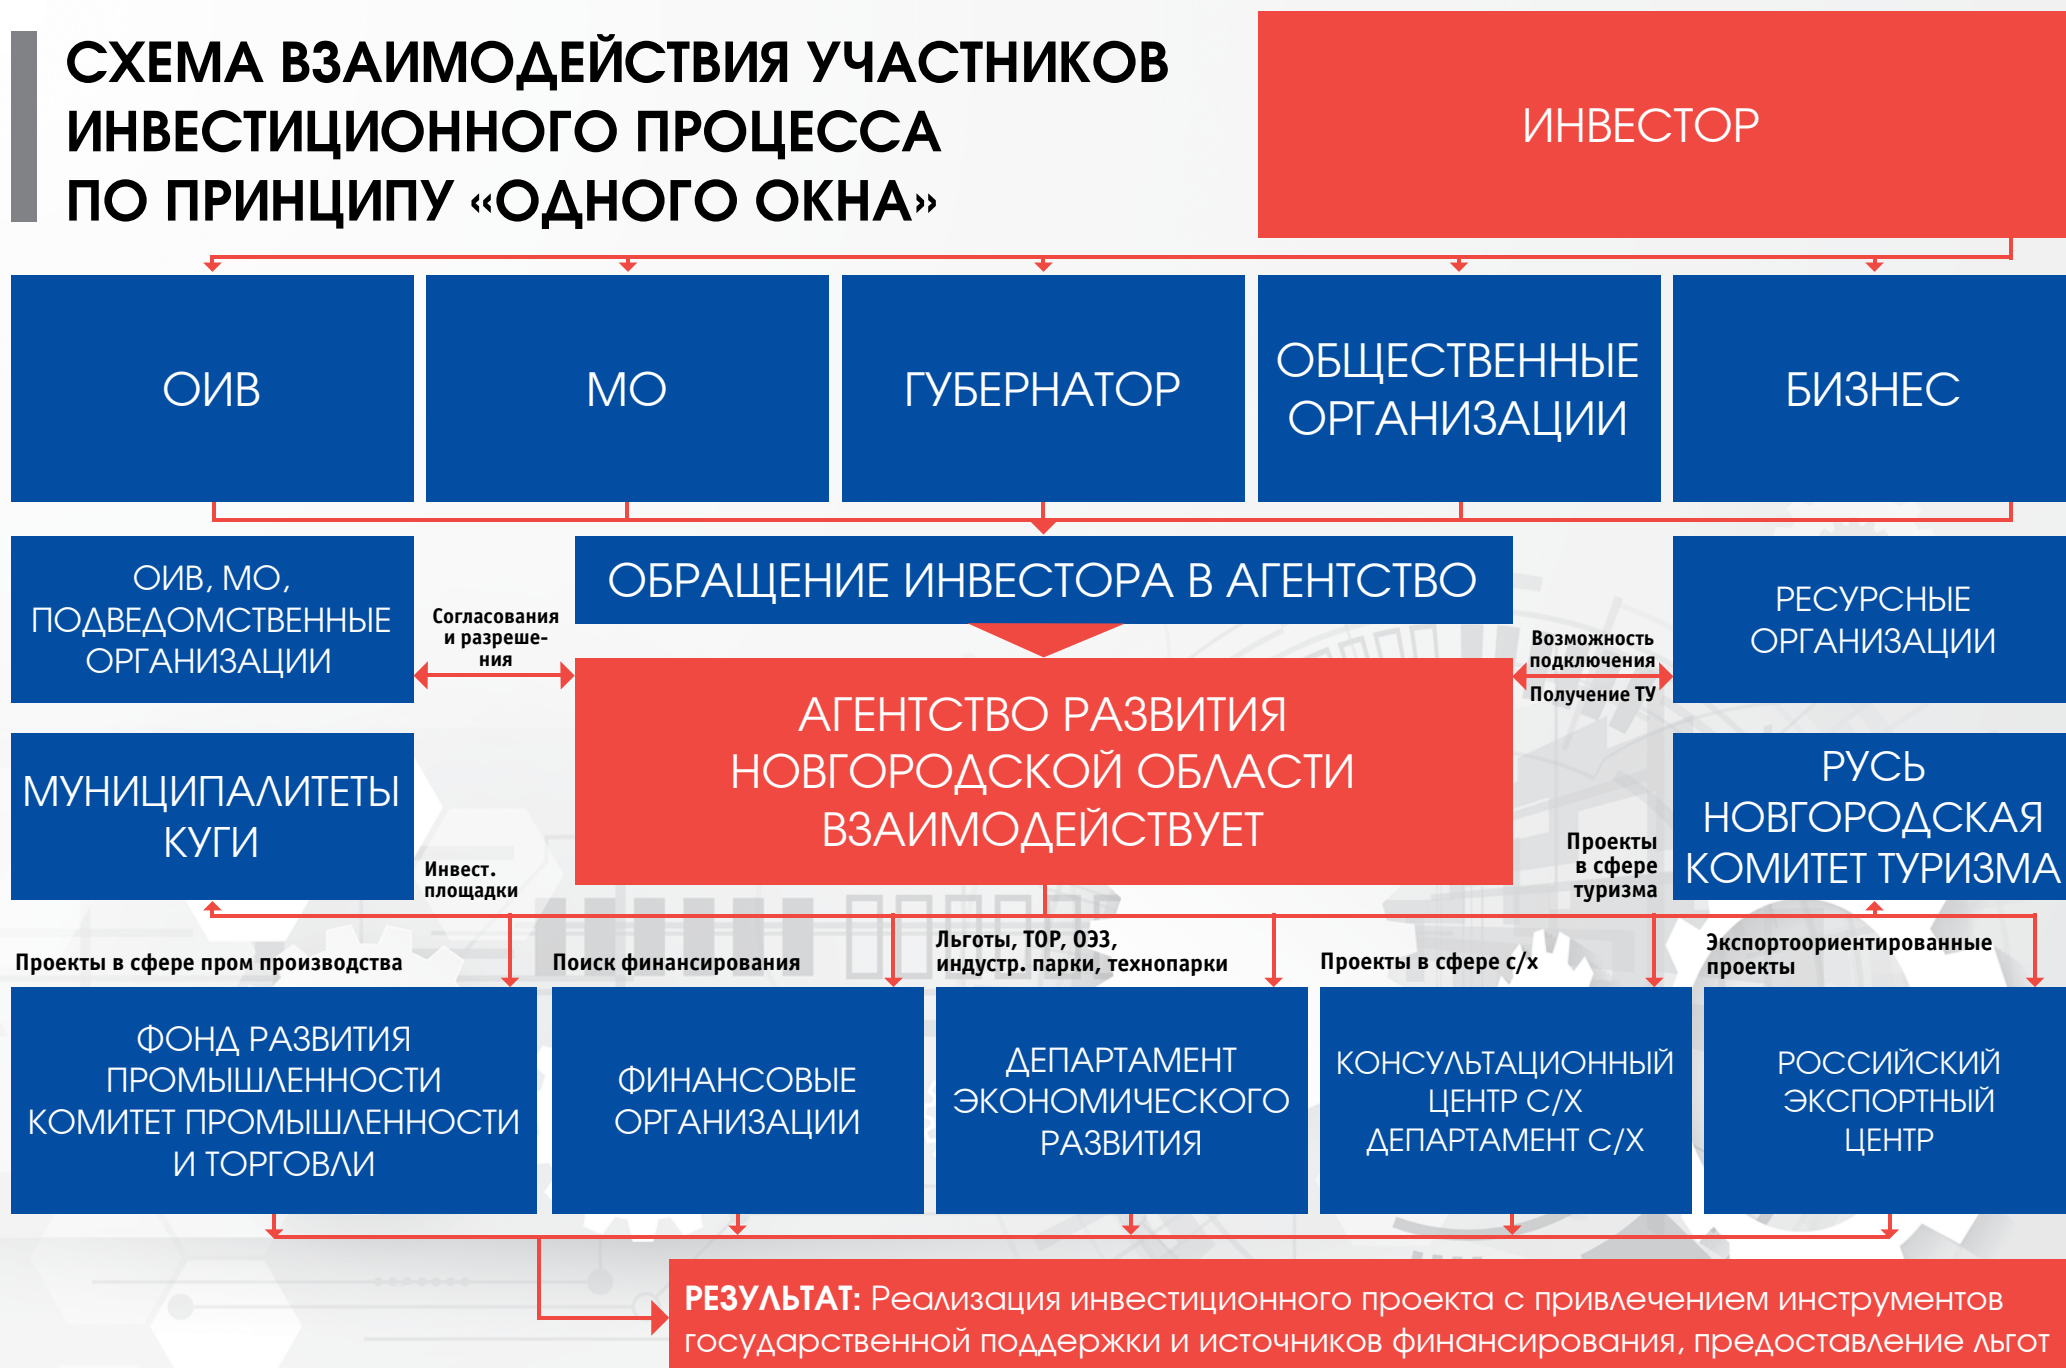 СХЕМА ВЗАИМОДЕЙСТВИЯ УЧАСТНИКОВ
ИНВЕСТИЦИОННОГО ПРОЦЕССА
ПО ПРИНЦИПУ «ОДНОГО ОКНА»
ИНВЕСТОР
ОИВ
МО
ГУБЕРНАТОР
ОБЩЕСТВЕННЫЕ
ОРГАНИЗАЦИИ
БИЗНЕС
ОИВ, МО,
ПОДВЕДОМСТВЕННЫЕ
ОРГАНИЗАЦИИ
Согласования
и разреше-
ния
ОБРАЩЕНИЕ ИНВЕСТОРА В АГЕНТСТВО
Возможность
подключения
Получение ТУ
РЕСУРСНЫЕ
ОРГАНИЗАЦИИ
АГЕНТСТВО РАЗВИТИЯ
НОВГОРОДСКОЙ ОБЛАСТИ
ВЗАИМОДЕЙСТВУЕТ
МУНИЦИПАЛИТЕТЫ
КУГИ
Инвест.
площадки
Проекты
в сфере
туризма
РУСЬ
НОВГОРОДСКАЯ
КОМИТЕТ ТУРИЗМА
Проекты в сфере пром производства
Поиск финансирования
Льготы, ТОР, ОЭЗ,
индустр. парки, технопарки
Проекты в сфере с/х
Экспортоориентированные
проекты
ФОНД РАЗВИТИЯ
ПРОМЫШЛЕННОСТИ
КОМИТЕТ ПРОМЫШЛЕННОСТИ
И ТОРГОВЛИ
ФИНАНСОВЫЕ
ОРГАНИЗАЦИИ
ДЕПАРТАМЕНТ
ЭКОНОМИЧЕСКОГО
РАЗВИТИЯ
КОНСУЛЬТАЦИОННЫЙ
ЦЕНТР С/Х
ДЕПАРТАМЕНТ С/Х
РОССИЙСКИЙ
ЭКСПОРТНЫЙ
ЦЕНТР
РЕЗУЛЬТАТ: Реализация инвестиционного проекта с привлечением инструментов
государственной поддержки и источников финансирования, предоставление льгот